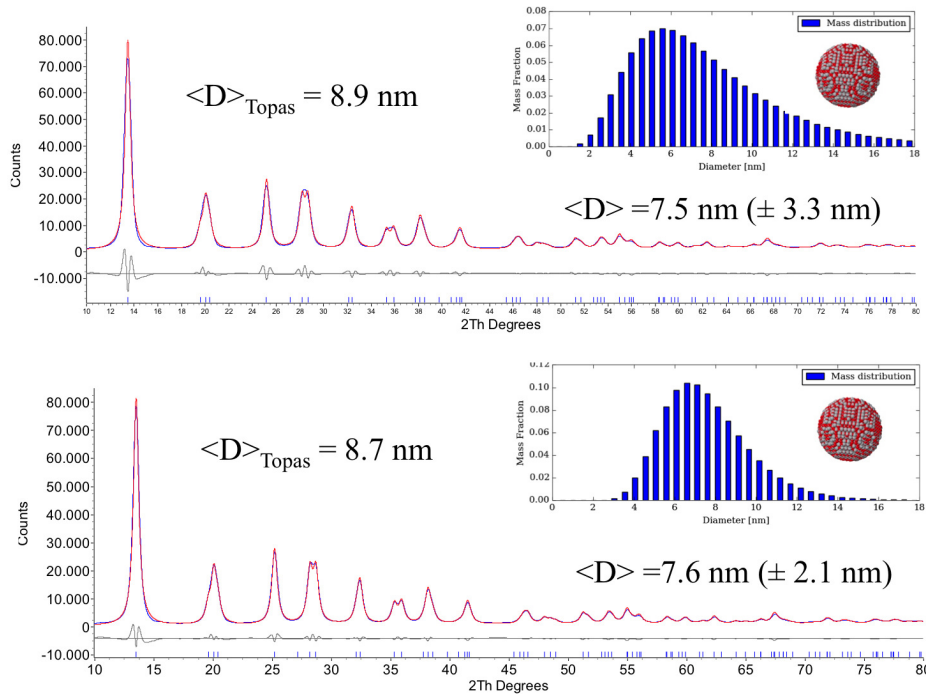 80.000
70.000
60.000
50.000
40.000
30.000
20.000
10.000
0
-10.000
Counts
<D>Topas = 8.9 nm
10 12 14 16 18 20 22 24 26 28 30 32 34 36 38 40 42 44 46 48 50 52 54 56 58 60 62 64 66 68 70 72 74 76 78 80
2Th Degrees
0.08
0.07
0.06
0.05
0.04
0.03
0.02
0.01
0.00
Mass Fraction
Mass distribution
0 2 4 6 8 10 12 14 16 18
Diameter [nm]
<D> =7.5 nm (± 3.3 nm)
80.000
70.000
60.000
50.000
40.000
30.000
20.000
10.000
0
-10.000
Counts
<D>Topas = 8.7 nm
10 15 20 25 30 35 40 45 50 55 60 65 70 75 80
2Th Degrees
0.12
0.10
0.08
0.06
0.04
0.02
0.00
Mass Fraction
Mass distribution
0 2 4 6 8 10 12 14 16 18
Diameter [nm]
<D> =7.6 nm (± 2.1 nm)